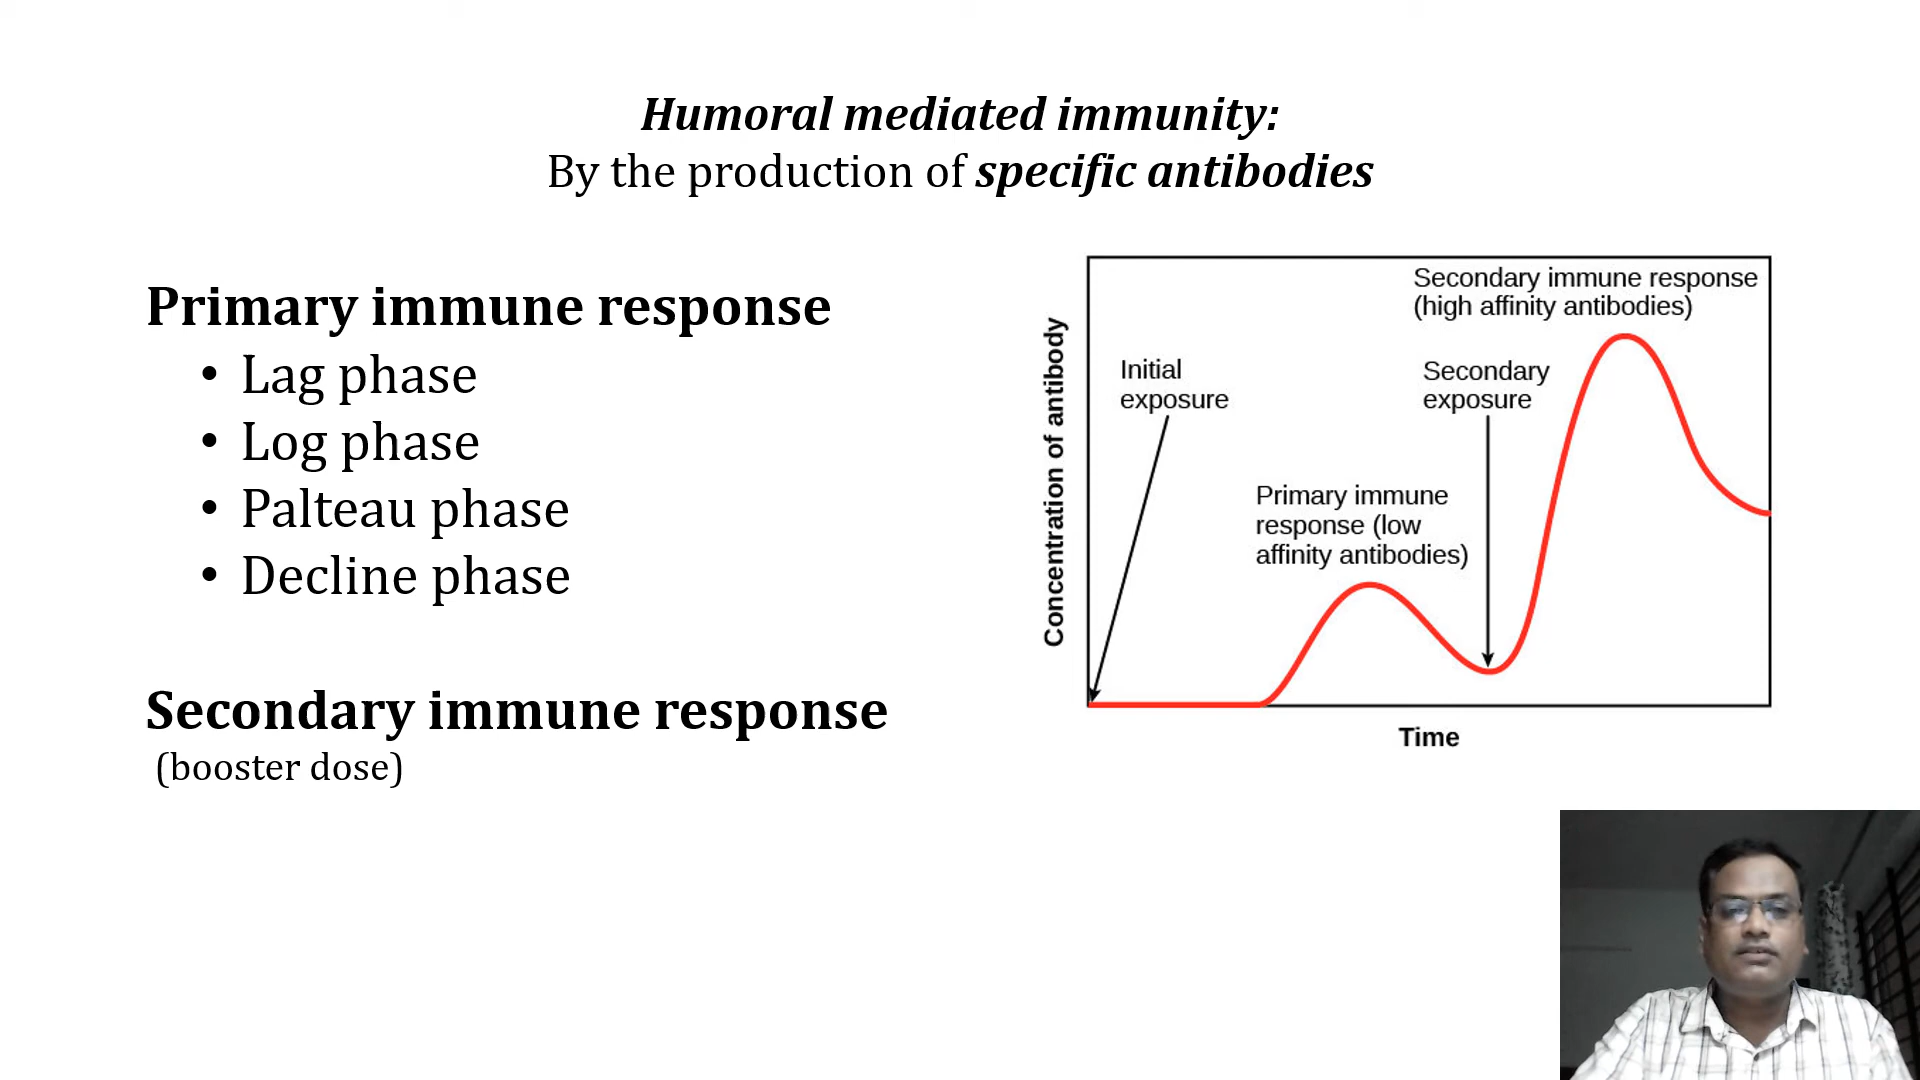 Humoral mediated immunity:
By the production of specific antibodies
Primary immune response
• Lag phase
• Log phase
• Palteau phase
• Decline phase
Secondary immune response
(booster dose)
Concentration of antibody
Initial
exposure
Primary immune
response (low
affinity antibodies)
Secondary
exposure
Secondary immune response
(high affinity antibodies)
Time